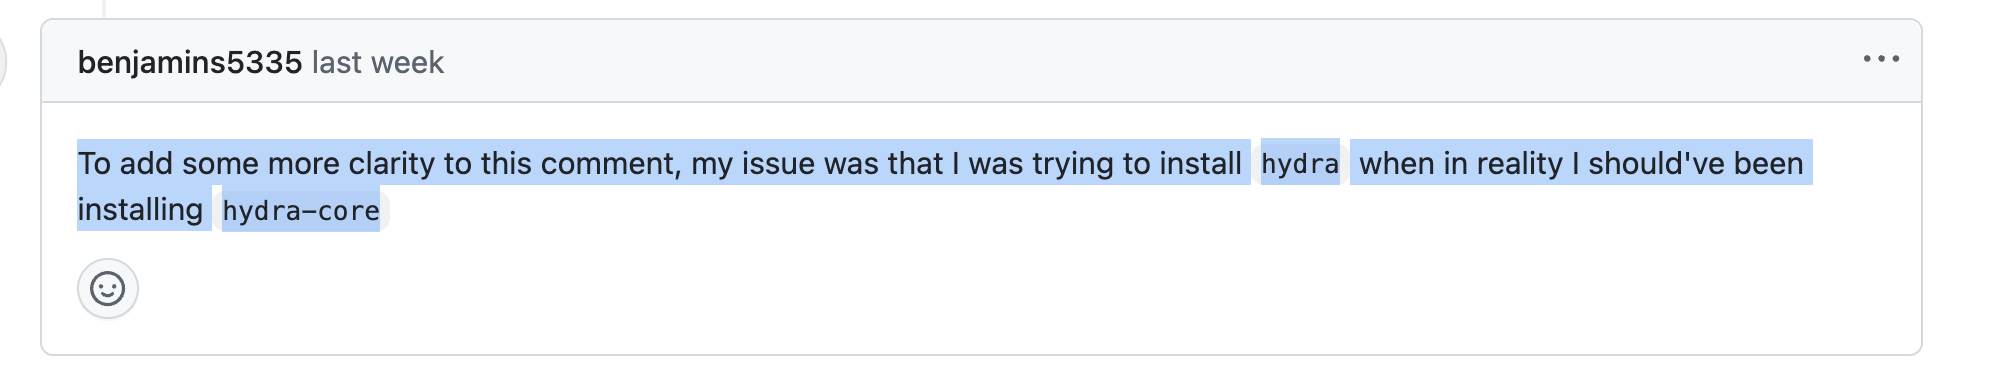 benjamins5335 last week
To add some more clarity to this comment, my issue was that I was trying to install hydra when in reality I should've been
installing hydra-core